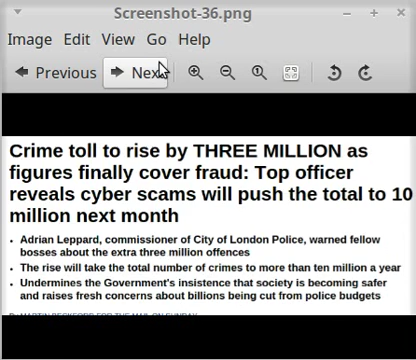 Screenshot-36.png
Image Edit View Go Help
Previous Next
Crime toll to rise by THREE MILLION as
figures finally cover fraud: Top officer
reveals cyber scams will push the total to 10
million next month
• Adrian Leppard, commissioner of City of London Police, warned fellow
bosses about the extra three million offences
• The rise will take the total number of crimes to more than ten million a year
• Undermines the Government's insistence that society is becoming safer
and raises fresh concerns about billions being cut from police budgets